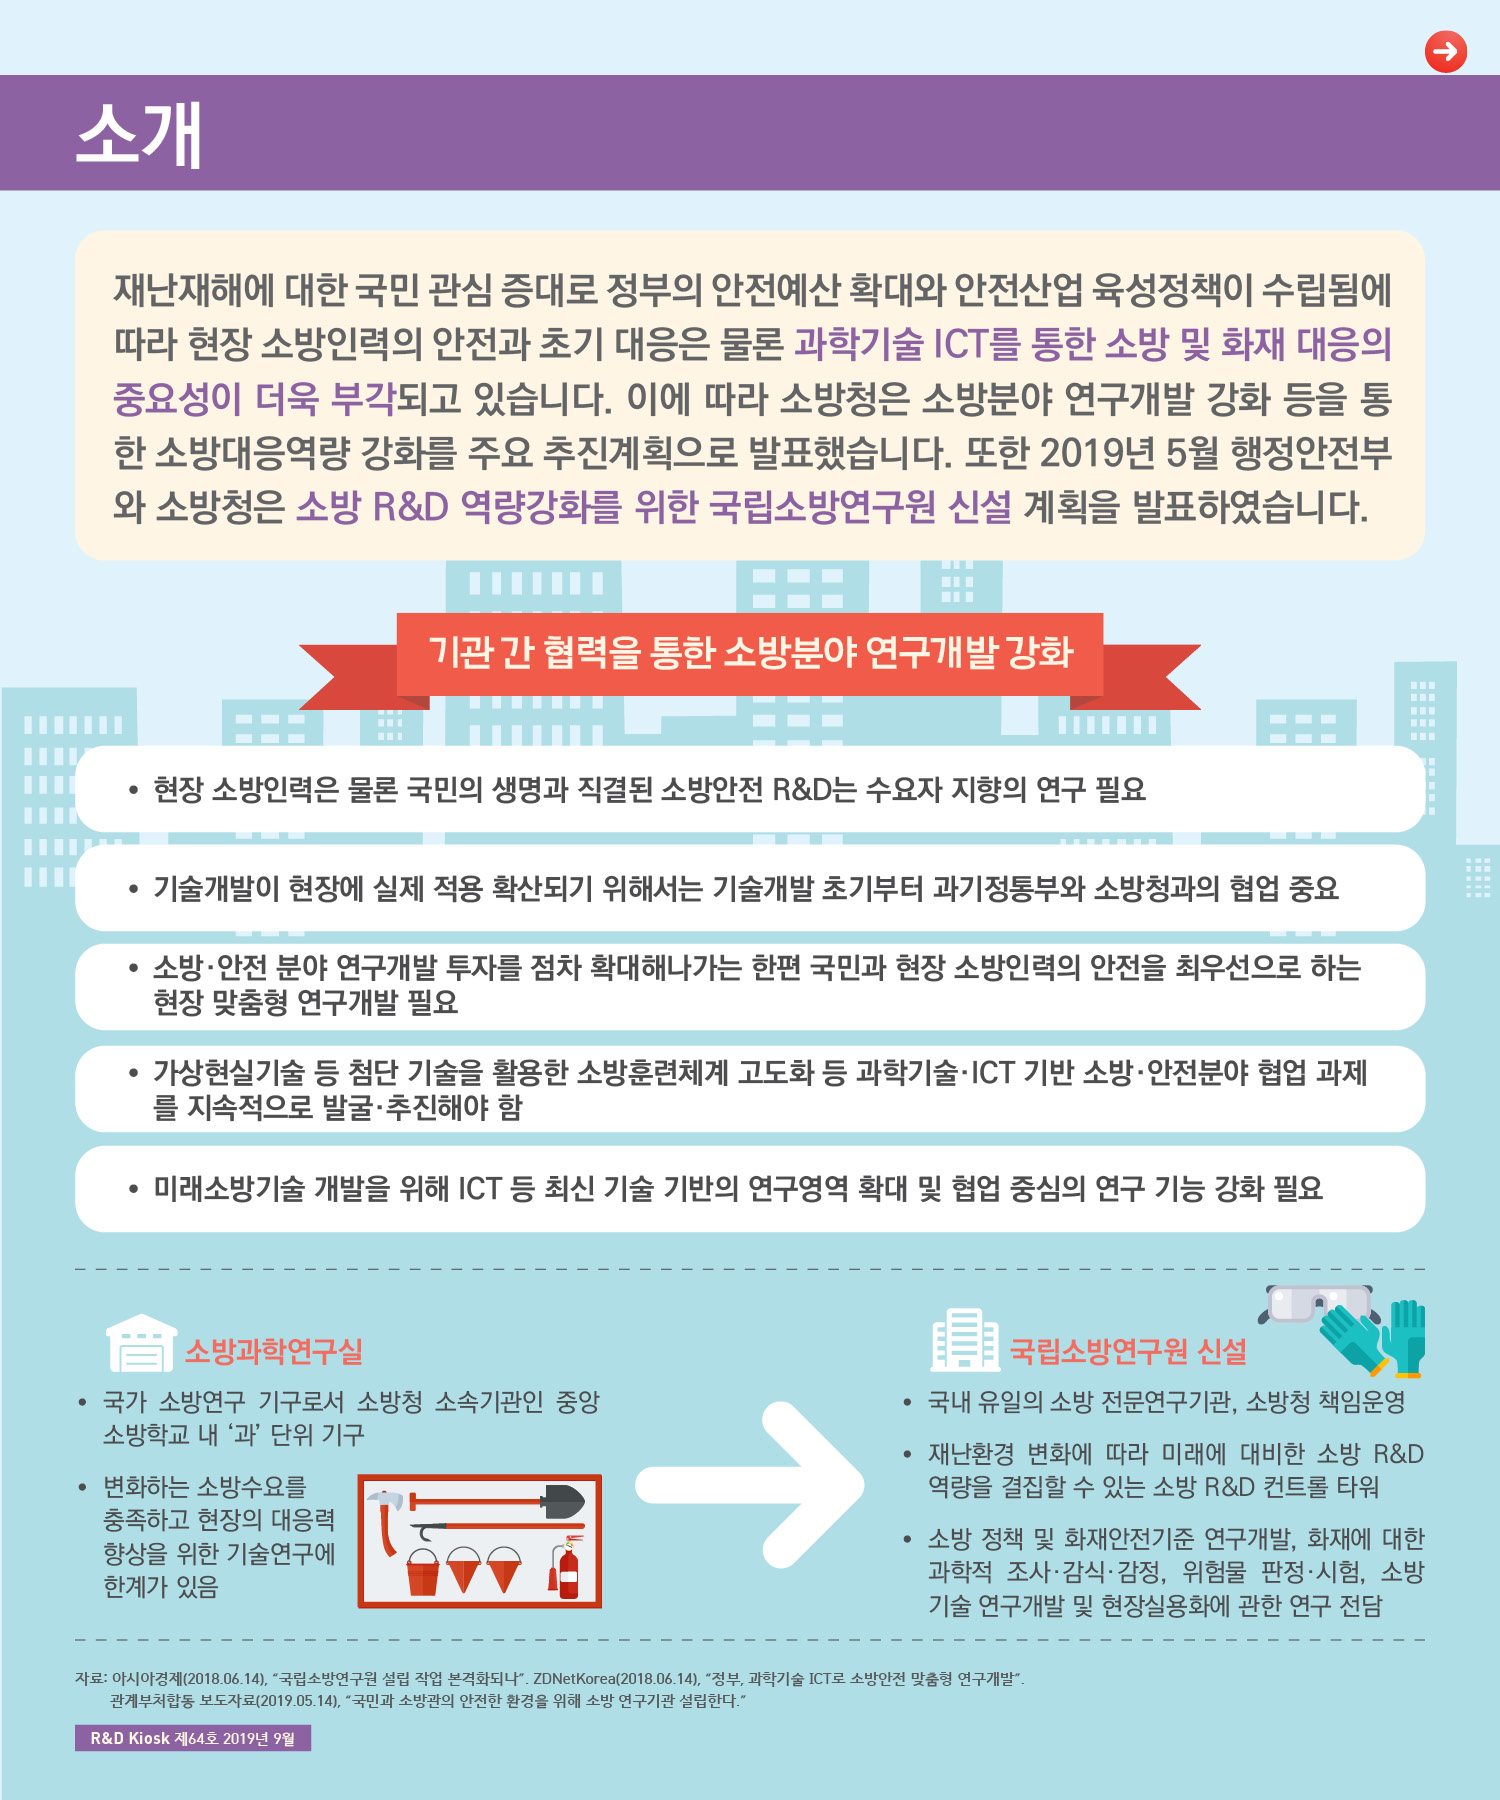 소개
재난재해에 대한 국민 관심 증대로 정부의 안전예산 확대와 안전산업 육성정책이 수립됨에
따라 현장 소방인력의 안전과 초기 대응은 물론 과학기술 ICT를 통한 소방 및 화재 대응의
중요성이 더욱 부각되고 있습니다. 이에 따라 소방청은 소방분야 연구개발 강화 등을 통
한 소방대응역량 강화를 주요 추진계획으로 발표했습니다. 또한 2019년 5월 행정안전부
와 소방청은 소방 R&D 역량강화를 위한 국립소방연구원 신설 계획을 발표하였습니다.
기관 간 협력을 통한 소방분야 연구개발 강화
• 현장 소방인력은 물론 국민의 생명과 직결된 소방안전 R&D는 수요자 지향의 연구 필요
• 기술개발이 현장에 실제 적용 확산되기 위해서는 기술개발 초기부터 과기정통부와 소방청과의 협업 중요
• 소방·안전 분야 연구개발 투자를 점차 확대해나가는 한편 국민과 현장 소방인력의 안전을 최우선으로 하는
현장 맞춤형 연구개발 필요
• 가상현실기술 등 첨단 기술을 활용한 소방훈련체계 고도화 등 과학기술·ICT 기반 소방·안전분야 협업 과제
를 지속적으로 발굴·추진해야 함
• 미래소방기술 개발을 위해 ICT 등 최신 기술 기반의 연구영역 확대 및 협업 중심의 연구 기능 강화 필요
소방과학연구실
• 국가 소방연구 기구로서 소방청 소속기관인 중앙
소방학교 내 ‘과’ 단위 기구
• 변화하는 소방수요를
충족하고 현장의 대응력
향상을 위한 기술연구에
한계가 있음
국립소방연구원 신설
• 국내 유일의 소방 전문연구기관, 소방청 책임운영
• 재난환경 변화에 따라 미래에 대비한 소방 R&D
역량을 결집할 수 있는 소방 R&D 컨트롤 타워
• 소방 정책 및 화재안전기준 연구개발, 화재에 대한
과학적 조사·감식·감정, 위험물 판정·시험, 소방
기술 연구개발 및 현장실용화에 관한 연구 전담
자료: 아시아경제(2018.06.14), “국립소방연구원 설립 작업 본격화되나”. ZDNetKorea(2018.06.14), “정부, 과학기술 ICT로 소방안전 맞춤형 연구개발”.
관계부처합동 보도자료(2019.05.14), “국민과 소방관의 안전한 환경을 위해 소방 연구기관 설립한다.”
R&D Kiosk 제64호 2019년 9월